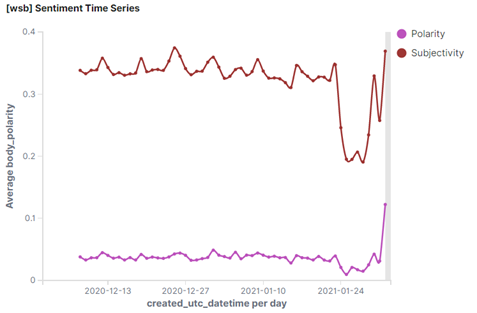 [wsb] Sentiment Time Series
Polarity
Subjectivity
Average body_polarity
0.4
0.3
0.2
0.1
0
2020-12-13
2020-12-27
2021-01-10
2021-01-24
created_utc_datetime per day